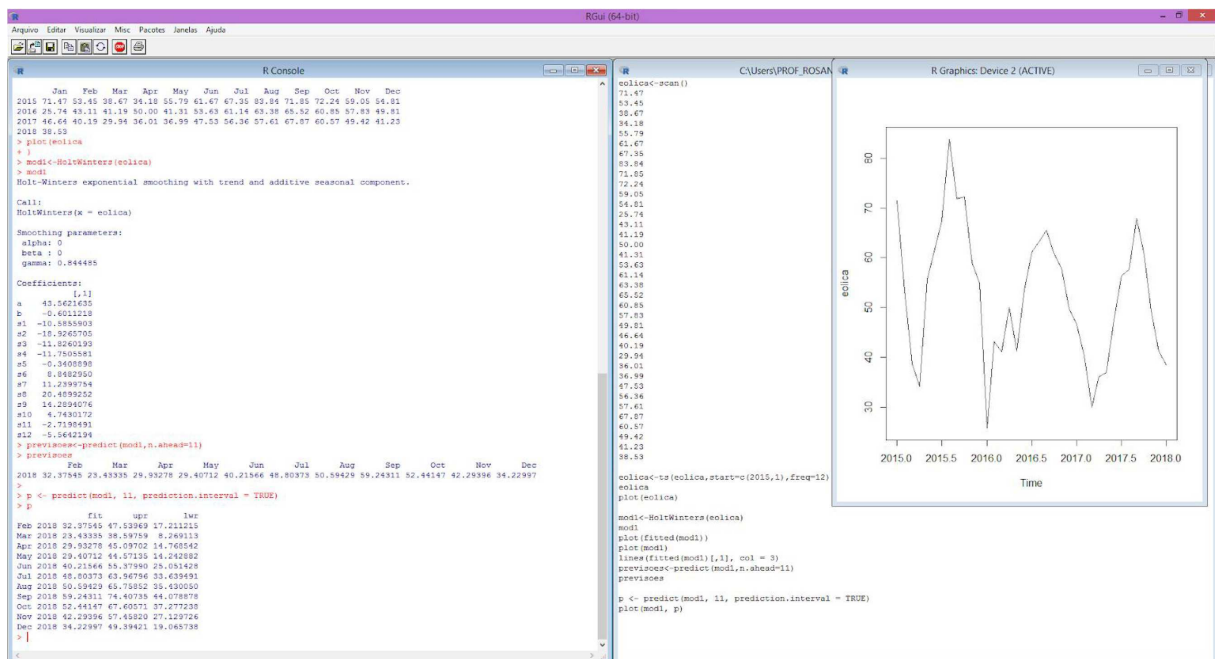 RGui (64-bit)
Arquivo Editar Visualizar Misc Pacotes Janelas Ajuda
R Console
Jan Feb Mar Apr May Jun Jul Aug Sep Oct Nov Dec
2015 71.47 53.45 38.67 34.18 55.79 61.67 67.35 83.84 71.85 72.24 59.05 54.81
2016 25.74 43.11 41.19 50.00 41.31 53.63 61.14 63.38 65.52 60.85 57.83 49.81
2017 46.64 40.19 29.94 36.01 36.99 47.53 56.36 57.61 67.87 60.57 49.42 41.23
2018 38.53
> plot(eolica
+ )
> mod1<-HoltWinters(eolica)
> mod1
Holt-Winters exponential smoothing with trend and additive seasonal component.
Call:
HoltWinters(x = eolica)
Smoothing parameters:
alpha: 0
beta : 0
gamma: 0.844485
Coefficients:
[,1]
a 43.5621635
b -0.6011218
s1 -10.5855903
s2 -18.9265705
s3 -11.8260193
s4 -11.7505581
s5 -0.3408898
s6 8.8482950
s7 11.2399754
s8 20.4899252
s9 14.2894076
s10 4.7430172
s11 -2.7198491
s12 -5.5642194
> previsoes<-predict(mod1,n.ahead=11)
> previsoes
Feb Mar Apr May Jun Jul Aug Sep Oct Nov Dec
2018 32.37545 23.43335 29.93278 29.40712 40.21566 48.80373 50.59429 59.24311 52.44147 42.29396 34.22997
>
> p <- predict(mod1, 11, prediction.interval = TRUE)
> p
fit upr lwr
Feb 2018 32.37545 47.53969 17.211215
Mar 2018 23.43335 38.59759 8.269113
Apr 2018 29.93278 45.09702 14.768542
May 2018 29.40712 44.57135 14.242882
Jun 2018 40.21566 55.37990 25.051428
Jul 2018 48.80373 63.96796 33.639491
Aug 2018 50.59429 65.75852 35.430050
Sep 2018 59.24311 74.40735 44.078878
Oct 2018 52.44147 67.60571 37.277238
Nov 2018 42.29396 57.45820 27.129726
Dec 2018 34.22997 49.39421 19.065738
>
C:\Users\PROF_ROSAN
eolica<-scan()
71.47
53.45
38.67
34.18
55.79
61.67
67.35
83.84
71.85
72.24
59.05
54.81
25.74
43.11
41.19
50.00
41.31
53.63
61.14
63.38
65.52
60.85
57.83
49.81
46.64
40.19
29.94
36.01
36.99
47.53
56.36
57.61
67.87
60.57
49.42
41.23
38.53
eolica<-ts(eolica,start=c(2015,1),freq=12)
eolica
plot(eolica)
mod1<-HoltWinters(eolica)
mod1
plot(fitted(mod1))
plot(mod1)
lines(fitted(mod1)[,1], col = 3)
previsoes<-predict(mod1,n.ahead=11)
previsoes
p <- predict(mod1, 11, prediction.interval = TRUE)
plot(mod1, p)
R Graphics: Device 2 (ACTIVE)
80
70
60
50
40
30
eolica
2015.0 2015.5 2016.0 2016.5 2017.0 2017.5 2018.0
Time